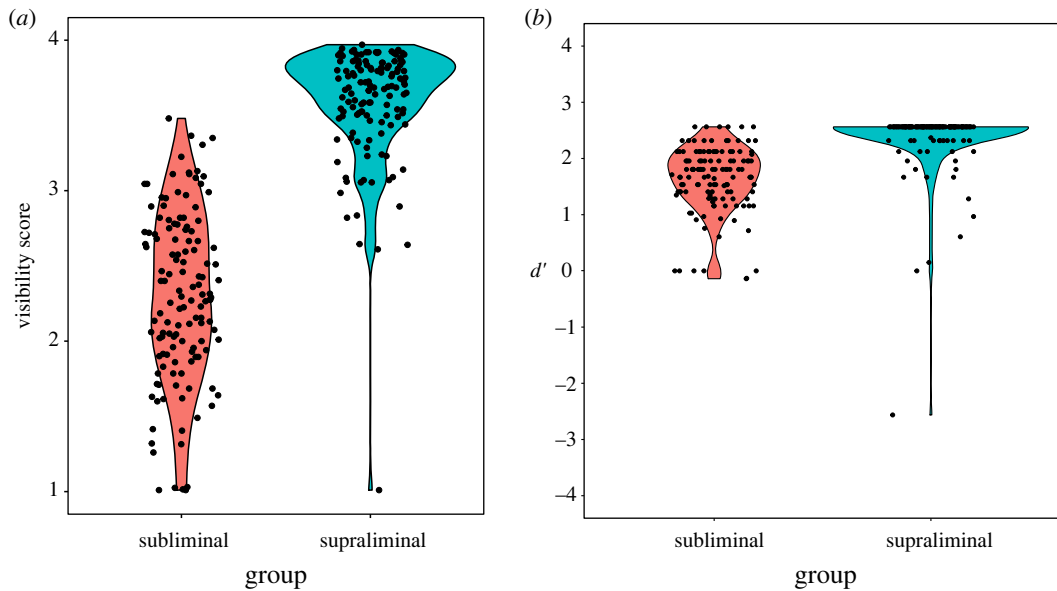 (a)
4
3
2
1
visibility score
subliminal
supraliminal
group
(b)
4
3
2
1
d′ 0
–1
–2
–3
–4
subliminal
supraliminal
group